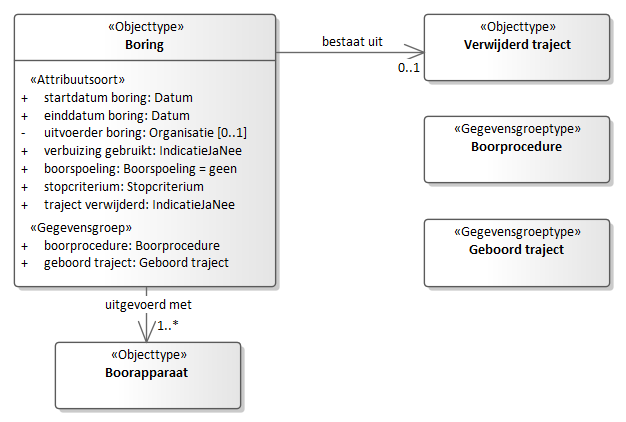 «Objecttype»
Boring
«Attribuutsoort»
+ startdatum boring: Datum
+ einddatum boring: Datum
- uitvoerder boring: Organisatie [0..1]
+ verbuizing gebruikt: IndicatieJaNee
+ boorspoeling: Boorspoeling = geen
+ stopcriterium: Stopcriterium
+ traject verwijderd: IndicatieJaNee
«Gegevensgroep»
+ boorprocedure: Boorprocedure
+ geboord traject: Geboord traject
bestaat uit
0..1
«Objecttype»
Verwijderd traject
«Gegevensgroeptype»
Boorprocedure
«Gegevensgroeptype»
Geboord traject
uitgevoerd met
1..*
«Objecttype»
Boorapparaat